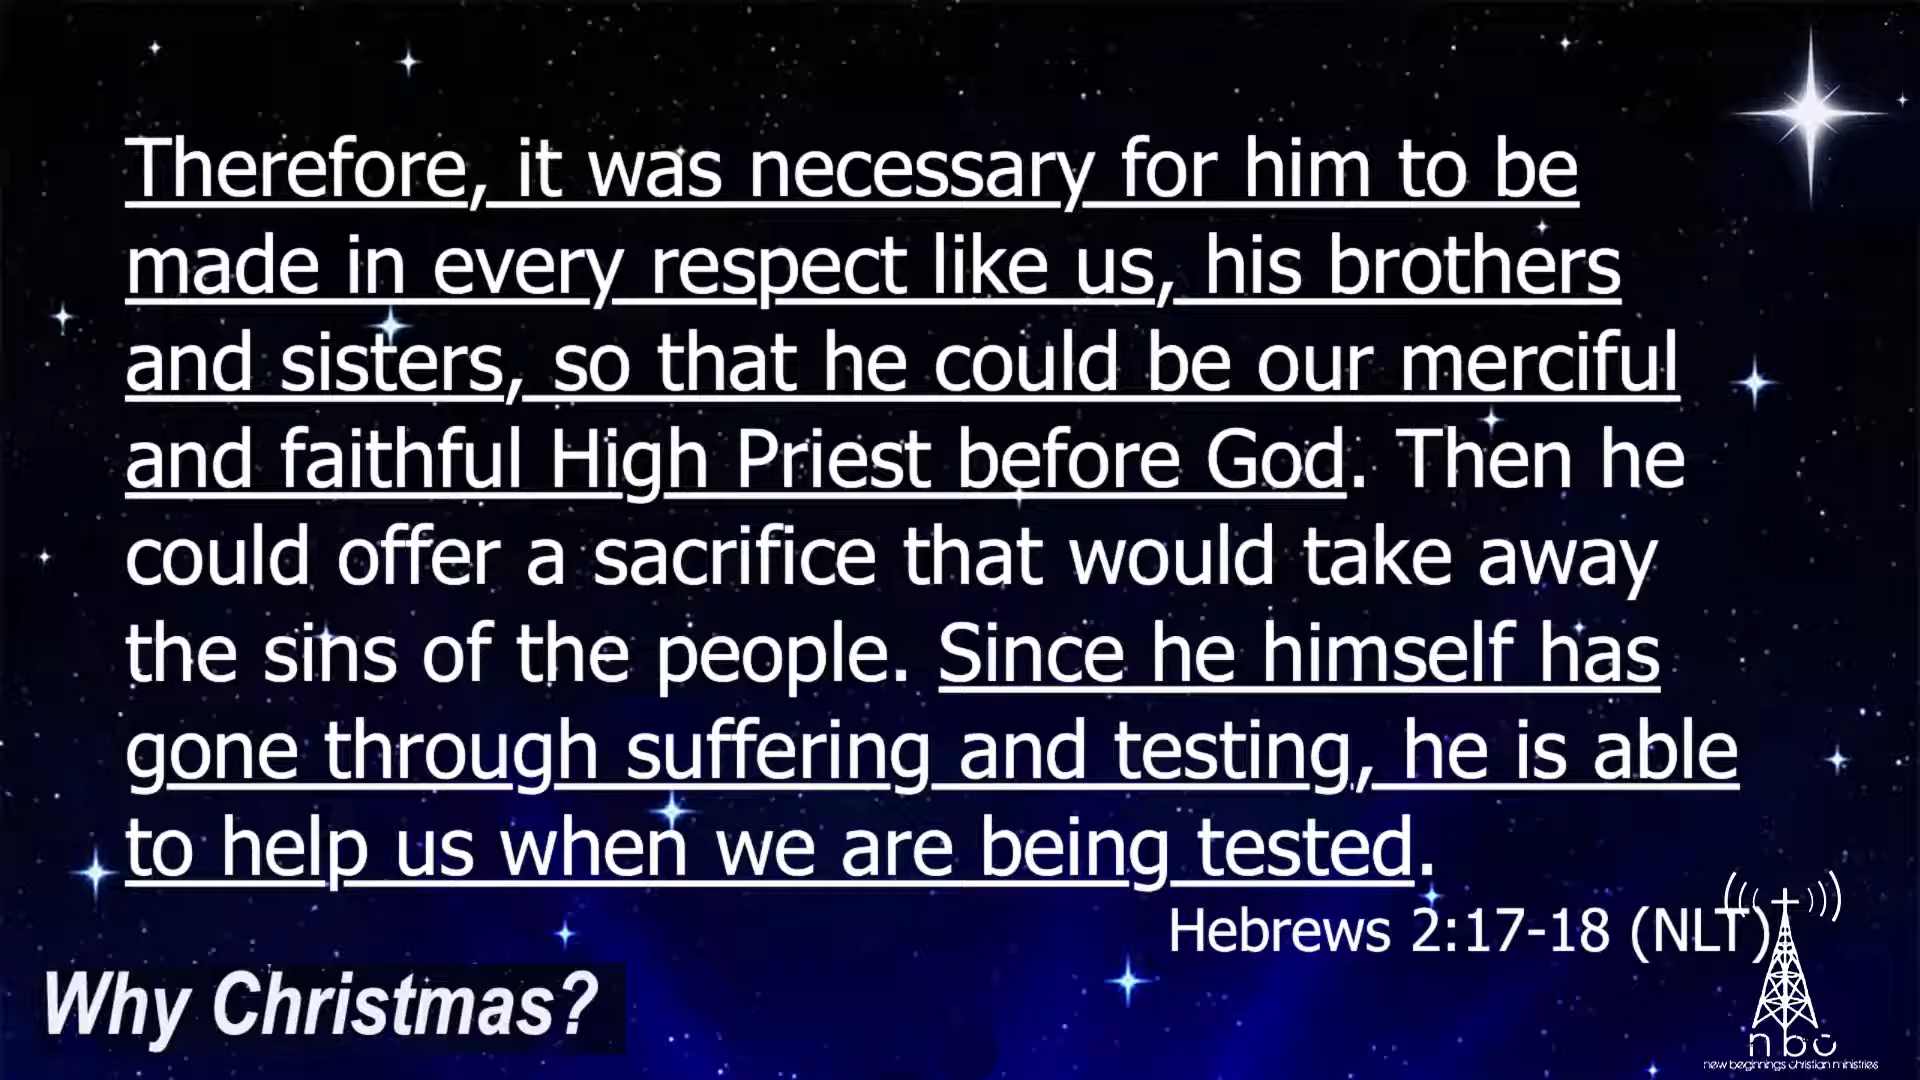 Therefore, it was necessary for him to be
made in every respect like us, his brothers
and sisters, so that he could be our merciful
and faithful High Priest before God. Then he
could offer a sacrifice that would take away
the sins of the people. Since he himself has
gone through suffering and testing, he is able
to help us when we are being tested.
Hebrews 2:17-18 (NLT)
Why Christmas?
nbc
new beginnings christian ministries